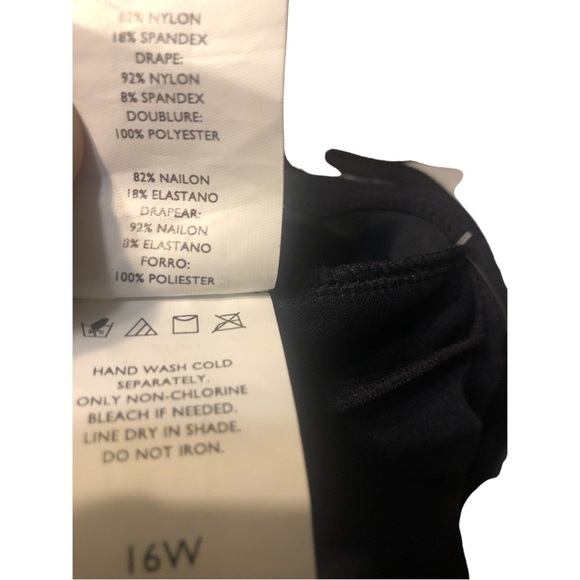 82% NYLON
18% SPANDEX
DRAPE:
92% NYLON
8% SPANDEX
DOUBLURE:
100% POLYESTER
82% NAILON
18% ELASTANO
DRAPEAR:
92% NAILON
8% ELASTANO
FORRO:
100% POLIESTER
HAND WASH COLD
SEPARATELY.
ONLY NON-CHLORINE
BLEACH IF NEEDED.
LINE DRY IN SHADE.
DO NOT IRON.
16W